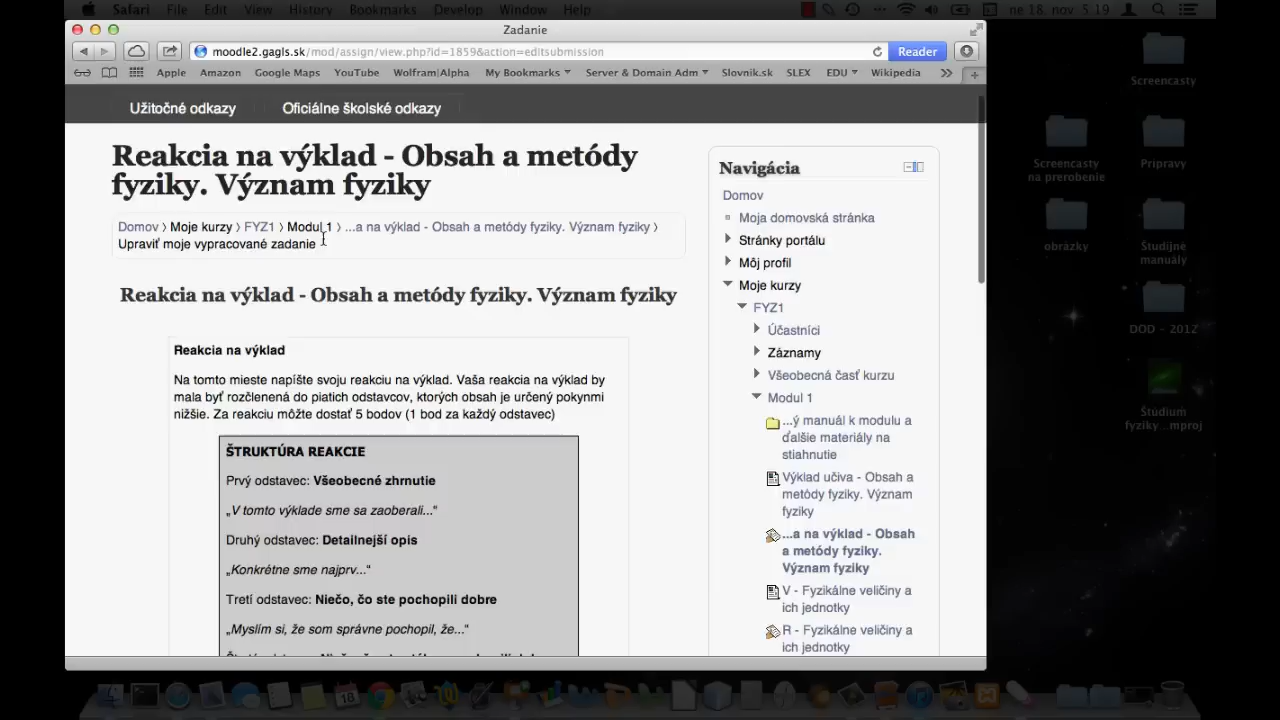 Safari File Edit View History Bookmarks Develop Window Help ne 18. nov 5 19
Zadanie
moodle2.gagls.sk/mod/assign/view.php?id=1859&action=editsubmission
Reader
Apple Amazon Google Maps YouTube Wolfram|Alpha My Bookmarks Server & Domain Adm Slovnik.sk SLEX EDU Wikipedia
Užitočné odkazy Oficiálne školské odkazy
Reakcia na výklad - Obsah a metódy
fyziky. Význam fyziky
Domov › Moje kurzy › FYZ1 › Modul 1 › ...a na výklad - Obsah a metódy fyziky. Význam fyziky ›
Upraviť moje vypracované zadanie
Reakcia na výklad - Obsah a metódy fyziky. Význam fyziky
Reakcia na výklad
Na tomto mieste napíšte svoju reakciu na výklad. Vaša reakcia na výklad by
mala byť rozčlenená do piatich odstavcov, ktorých obsah je určený pokynmi
nižšie. Za reakciu môžte dostať 5 bodov (1 bod za každý odstavec)
ŠTRUKTÚRA REAKCIE
Prvý odstavec: Všeobecné zhrnutie
„V tomto výklade sme sa zaoberali...“
Druhý odstavec: Detailnejší opis
„Konkrétne sme najprv...“
Tretí odstavec: Niečo, čo ste pochopili dobre
„Myslím si, že som správne pochopil, že...“
Navigácia
Domov
Moja domovská stránka
Stránky portálu
Môj profil
Moje kurzy
FYZ1
Účastníci
Záznamy
Všeobecná časť kurzu
Modul 1
...ý manuál k modulu a
ďalšie materiály na
stiahnutie
Výklad učiva - Obsah a
metódy fyziky. Význam
fyziky
...a na výklad - Obsah
a metódy fyziky.
Význam fyziky
V - Fyzikálne veličiny a
ich jednotky
R - Fyzikálne veličiny a
ich jednotky
Screencasty
Screencasty
na prerobenie
Prípravy
obrázky
Študijné
manuály
DOD - 2012
Štúdium
fyziky ...mproj
18